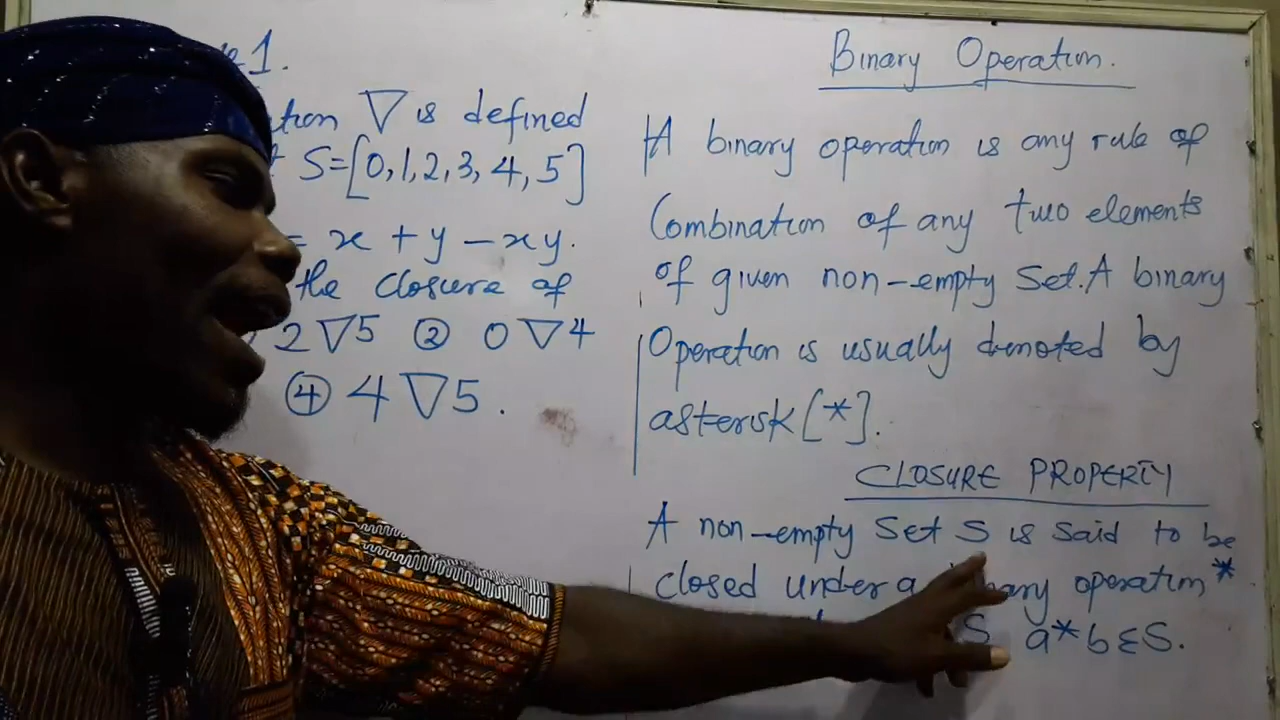 1.
tion ▽ is defined
S=[0,1,2,3,4,5]
= x + y - xy.
the closure of
2▽5 ② 0▽4
④ 4▽5.
Binary Operation.
A binary operation is any rule of
Combination of any two elements
of given non-empty Set. A binary
Operation is usually denoted by
asterisk [*].
CLOSURE PROPERTY
A non-empty Set S is said to be
closed under a operation *
S a*b ε S.